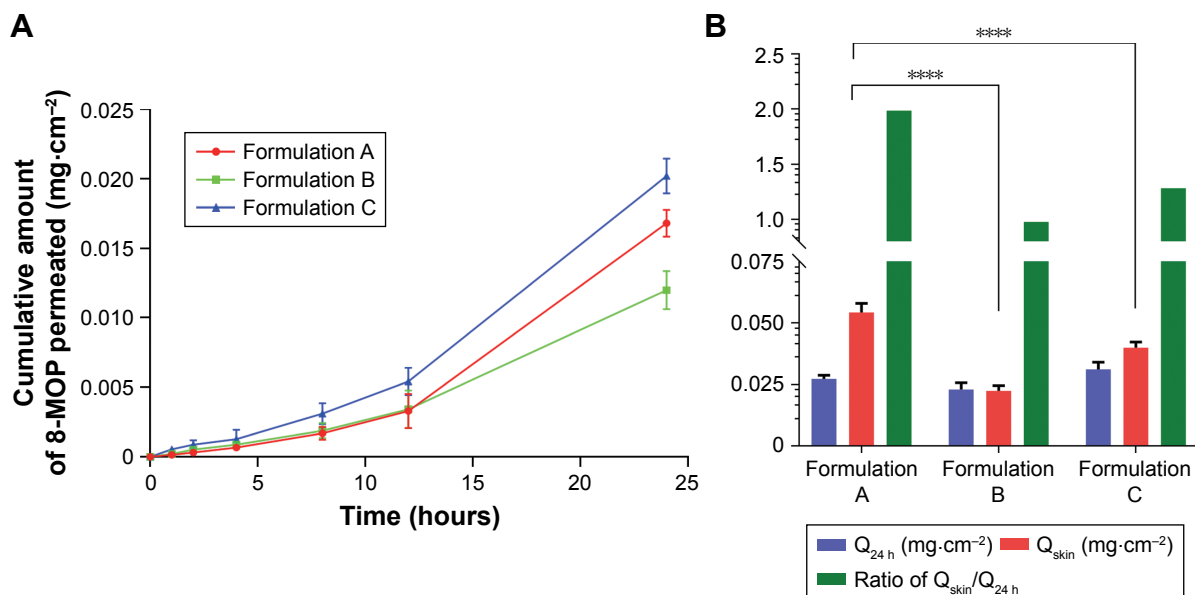 A
Cumulative amount
of 8-MOP permeated (mg·cm⁻²)
0.025
0.020
0.015
0.010
0.005
0
Formulation A
Formulation B
Formulation C
0 5 10 15 20 25
Time (hours)
B
****
****
2.5
2.0
1.5
1.0
0.075
0.050
0.025
0
Formulation
A
Formulation
B
Formulation
C
Q24 h (mg·cm⁻²) Qskin (mg·cm⁻²)
Ratio of Qskin/Q24 h